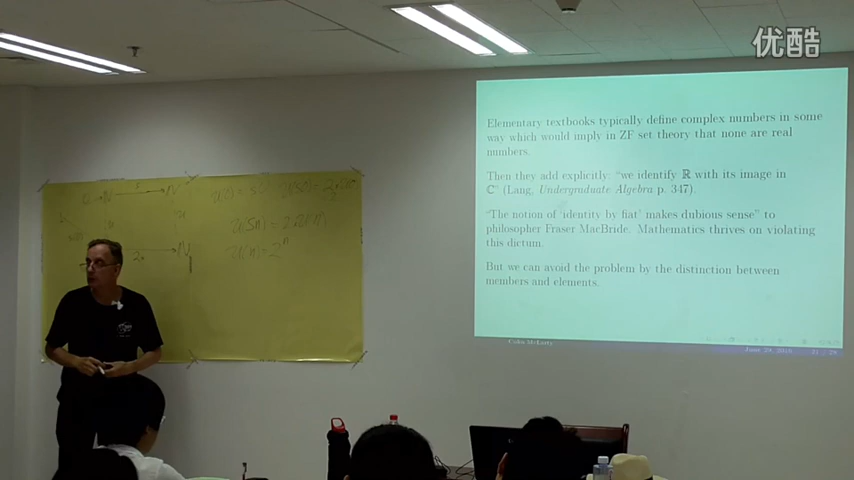 优酷
Elementary textbooks typically define complex numbers in some
way which would imply in ZF set theory that none are real
numbers.
Then they add explicitly: “we identify ℝ with its image in
ℂ” (Lang, Undergraduate Algebra p. 347).
“The notion of ‘identity by fiat’ makes dubious sense” to
philosopher Fraser MacBride. Mathematics thrives on violating
this dictum.
But we can avoid the problem by the distinction between
members and elements.
u(n) = 2^n